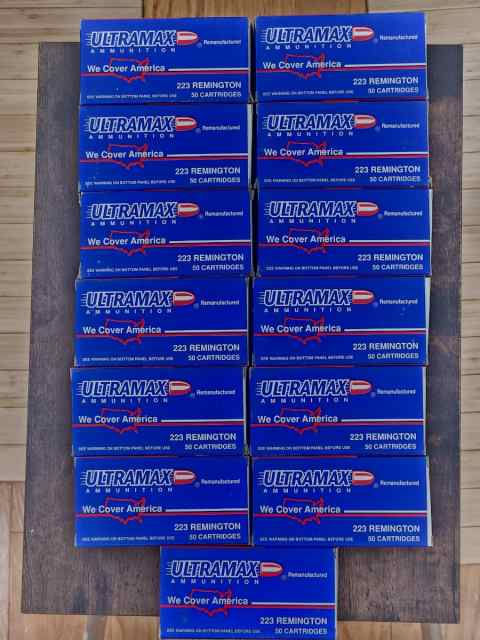 ULTRAMAX Remanufactured
AMMUNITION
We Cover America
223 REMINGTON
SEE WARNING ON BOTTOM PANEL BEFORE USE 50 CARTRIDGES
ULTRAMAX Remanufactured
AMMUNITION
We Cover America
223 REMINGTON
SEE WARNING ON BOTTOM PANEL BEFORE USE 50 CARTRIDGES
ULTRAMAX Remanufactured
AMMUNITION
We Cover America
223 REMINGTON
SEE WARNING ON BOTTOM PANEL BEFORE USE 50 CARTRIDGES
ULTRAMAX Remanufactured
AMMUNITION
We Cover America
223 REMINGTON
SEE WARNING ON BOTTOM PANEL BEFORE USE 50 CARTRIDGES
ULTRAMAX Remanufactured
AMMUNITION
We Cover America
223 REMINGTON
SEE WARNING ON BOTTOM PANEL BEFORE USE 50 CARTRIDGES
ULTRAMAX Remanufactured
AMMUNITION
We Cover America
223 REMINGTON
SEE WARNING ON BOTTOM PANEL BEFORE USE 50 CARTRIDGES
ULTRAMAX Remanufactured
AMMUNITION
We Cover America
223 REMINGTON
SEE WARNING ON BOTTOM PANEL BEFORE USE 50 CARTRIDGES
ULTRAMAX Remanufactured
AMMUNITION
We Cover America
223 REMINGTON
SEE WARNING ON BOTTOM PANEL BEFORE USE 50 CARTRIDGES
ULTRAMAX Remanufactured
AMMUNITION
We Cover America
223 REMINGTON
SEE WARNING ON BOTTOM PANEL BEFORE USE 50 CARTRIDGES
ULTRAMAX Remanufactured
AMMUNITION
We Cover America
223 REMINGTON
SEE WARNING ON BOTTOM PANEL BEFORE USE 50 CARTRIDGES
ULTRAMAX Remanufactured
AMMUNITION
We Cover America
223 REMINGTON
SEE WARNING ON BOTTOM PANEL BEFORE USE 50 CARTRIDGES
ULTRAMAX Remanufactured
AMMUNITION
We Cover America
223 REMINGTON
SEE WARNING ON BOTTOM PANEL BEFORE USE 50 CARTRIDGES
ULTRAMAX Remanufactured
AMMUNITION
We Cover America
223 REMINGTON
SEE WARNING ON BOTTOM PANEL BEFORE USE 50 CARTRIDGES